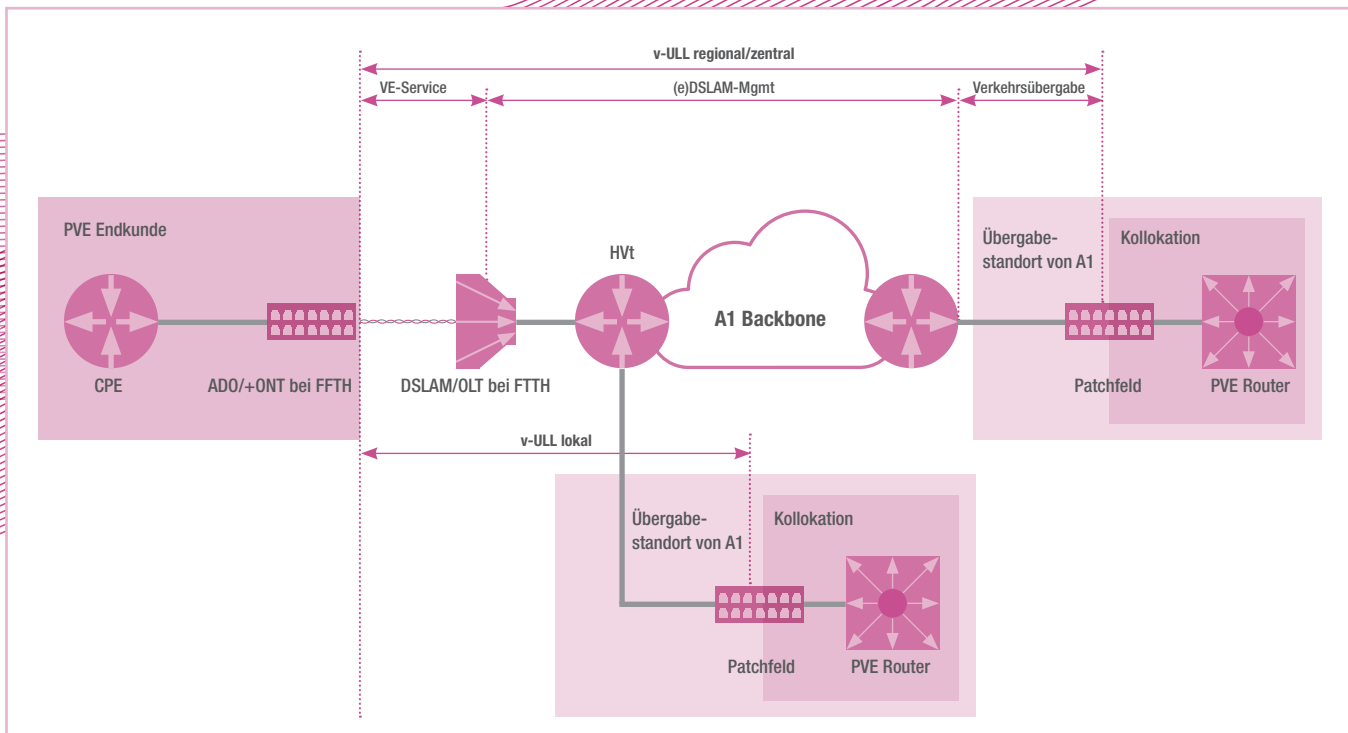 v-ULL regional/zentral
VE-Service
(e)DSLAM-Mgmt
Verkehrsübergabe
PVE Endkunde
HVt
Übergabe-
standort von A1
Kollokation
A1 Backbone
CPE
ADO/+ONT bei FFTH
DSLAM/OLT bei FTTH
Patchfeld
PVE Router
v-ULL lokal
Übergabe-
standort von A1
Kollokation
Patchfeld
PVE Router